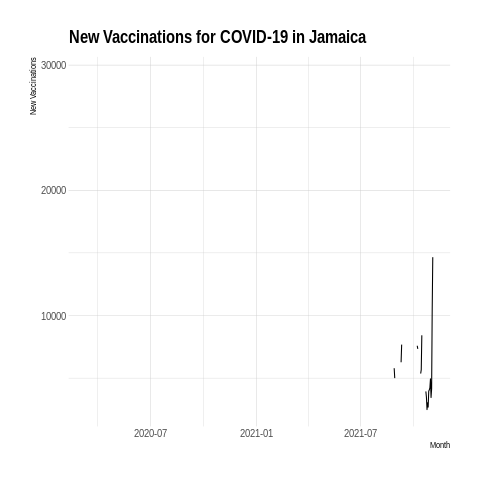 New Vaccinations for COVID-19 in Jamaica
New Vaccinations
30000
20000
10000
2020-07 2021-01 2021-07
Month